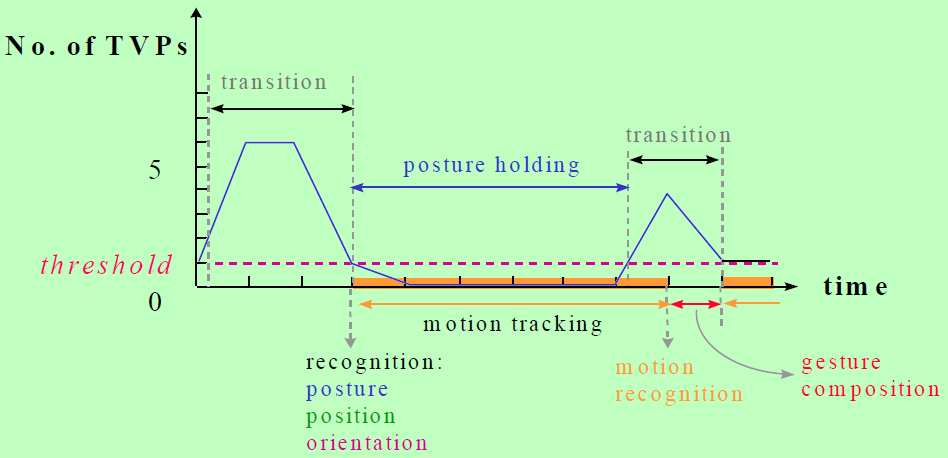 No. of TVPs
transition
transition
5
posture holding
threshold
0
time
motion tracking
recognition:
posture
position
orientation
motion
recognition
gesture
composition